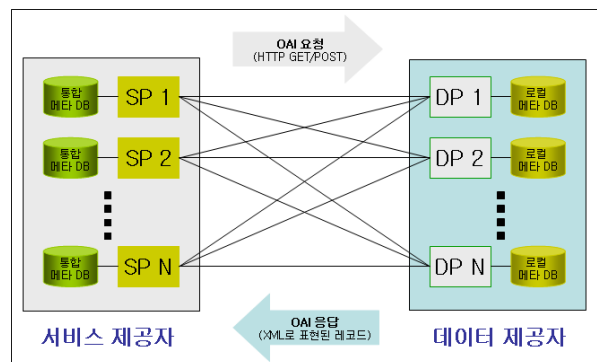 OAI 요청
(HTTP GET/POST)
통합
메타 DB
SP 1
DP 1
로컬
메타 DB
통합
메타 DB
SP 2
DP 2
로컬
메타 DB
통합
메타 DB
SP N
DP N
로컬
메타 DB
서비스 제공자
OAI 응답
(XML로 표현된 레코드)
데이터 제공자